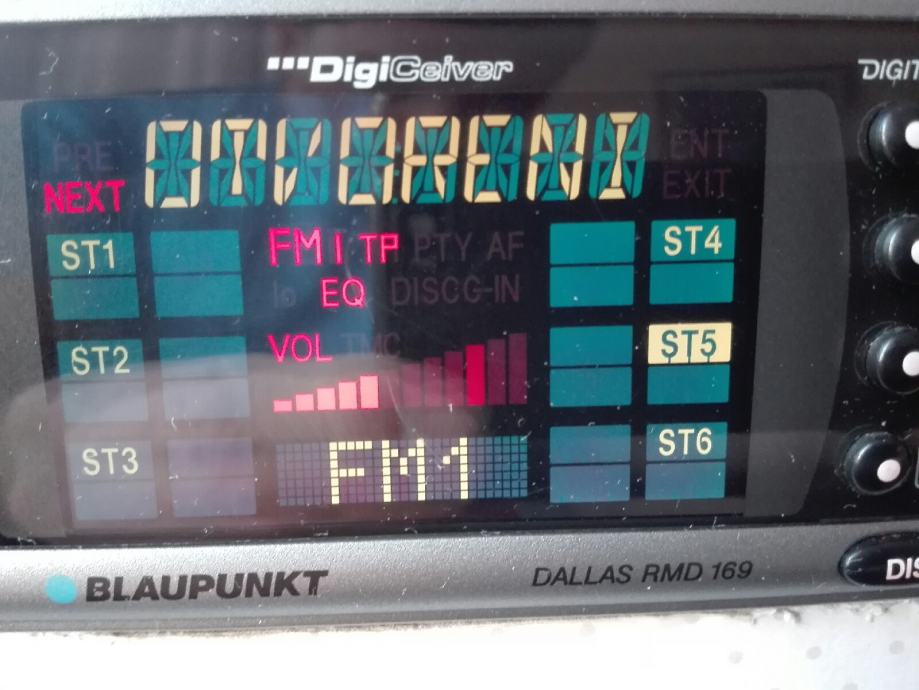 DigiCeiver
DIGIT
PRE
ENT
NEXT
EXIT
ST1
FM I TP PTY AF
ST4
lo EQ DISCC-IN
ST2
VOL TMC
ST5
ST3
FM1
ST6
BLAUPUNKT
DALLAS RMD 169
DIS